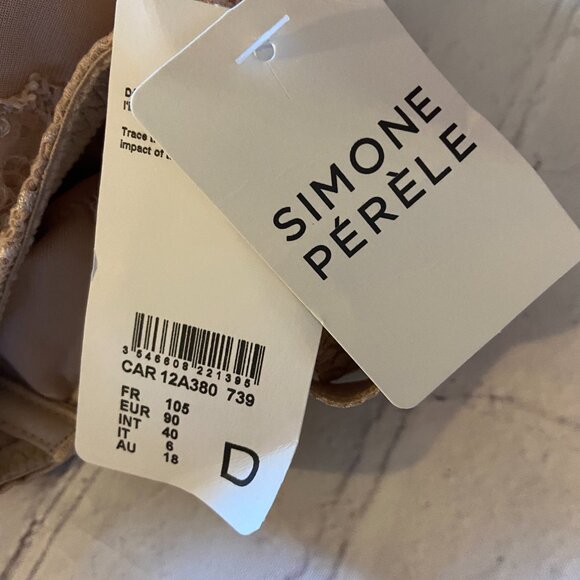 SIMONE
PÉRÈLE
Trace
impact of
3 546608 221395
CAR 12A380 739
FR 105
EUR 90
INT 40
IT 6
AU 18
D